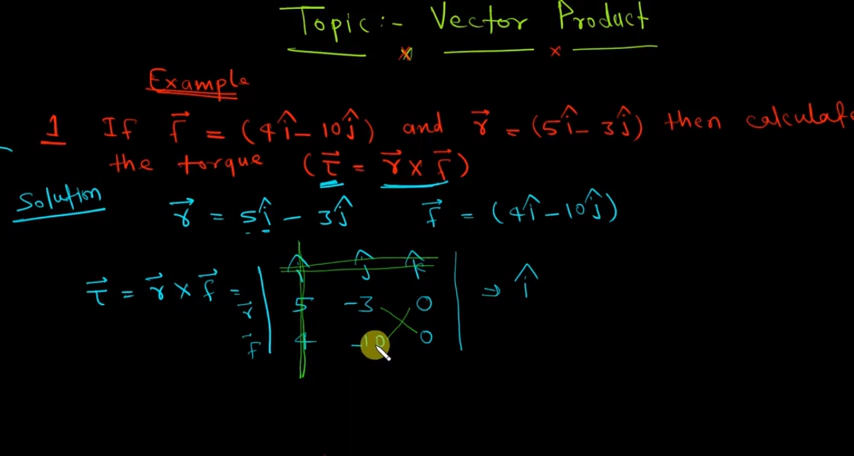 Topic:- Vector Product
Example
1 If F⃗ = (4î - 10ĵ) and r⃗ = (5î - 3ĵ) then calculate
the torque (τ⃗ = r⃗ × F⃗)
Solution
r⃗ = 5î - 3ĵ F⃗ = (4î - 10ĵ)
î ĵ k̂
τ⃗ = r⃗ × F⃗ = r⃗ | 5 -3 0 | ⇒ î
F⃗ | 4 -10 0 |